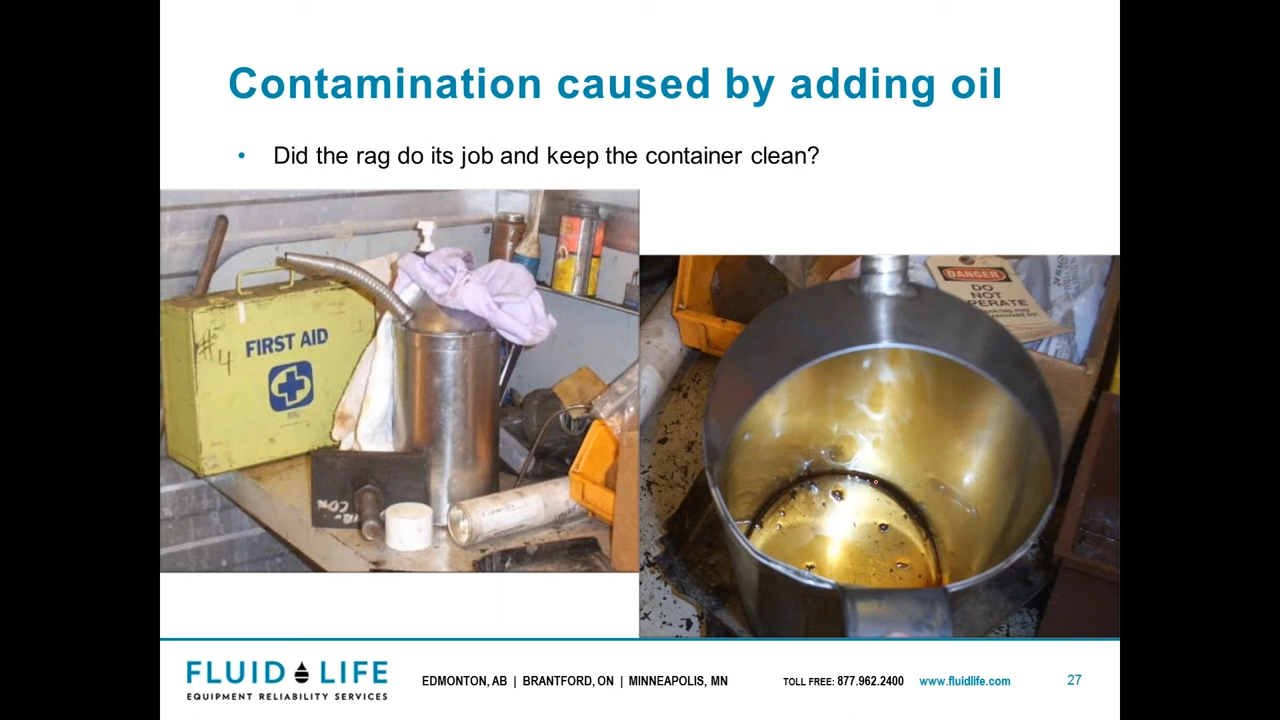 Contamination caused by adding oil
• Did the rag do its job and keep the container clean?
#4
FIRST AID
DANGER
DO
NOT
PERATE
FLUID LIFE
EQUIPMENT RELIABILITY SERVICES
EDMONTON, AB | BRANTFORD, ON | MINNEAPOLIS, MN
TOLL FREE: 877.962.2400
www.fluidlife.com
27